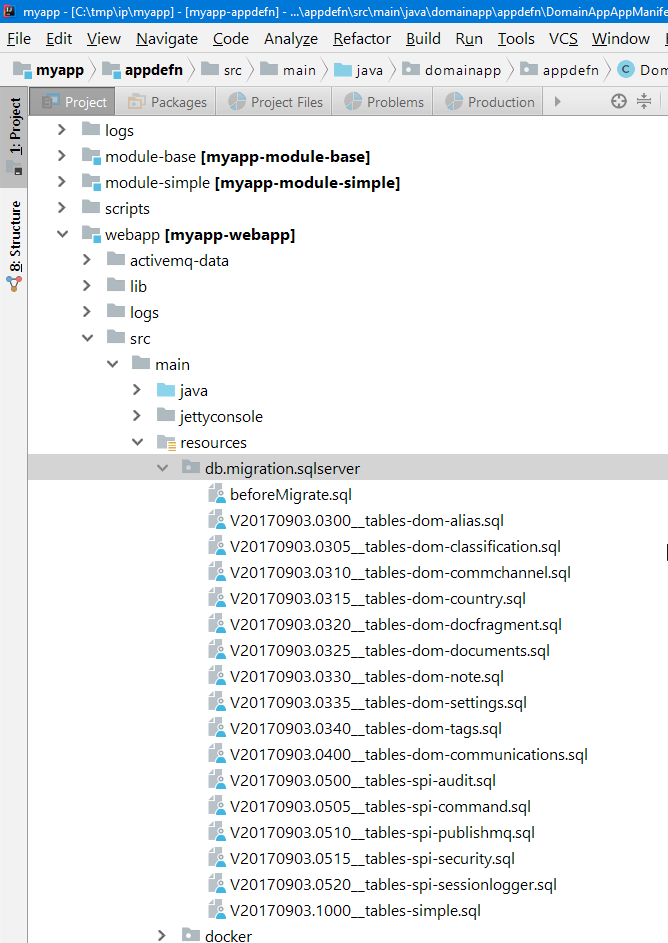 myapp - [C:\tmp\ip\myapp] - [myapp-appdefn] - ...\appdefn\src\main\java\domainapp\appdefn\DomainAppAppManife
File Edit View Navigate Code Analyze Refactor Build Run Tools VCS Window
myapp appdefn src main java domainapp appdefn C Dom
Project Packages Project Files Problems Production
1: Project
8: Structure
logs
module-base [myapp-module-base]
module-simple [myapp-module-simple]
scripts
webapp [myapp-webapp]
activemq-data
lib
logs
src
main
java
jettyconsole
resources
db.migration.sqlserver
beforeMigrate.sql
V20170903.0300__tables-dom-alias.sql
V20170903.0305__tables-dom-classification.sql
V20170903.0310__tables-dom-commchannel.sql
V20170903.0315__tables-dom-country.sql
V20170903.0320__tables-dom-docfragment.sql
V20170903.0325__tables-dom-documents.sql
V20170903.0330__tables-dom-note.sql
V20170903.0335__tables-dom-settings.sql
V20170903.0340__tables-dom-tags.sql
V20170903.0400__tables-dom-communications.sql
V20170903.0500__tables-spi-audit.sql
V20170903.0505__tables-spi-command.sql
V20170903.0510__tables-spi-publishmq.sql
V20170903.0515__tables-spi-security.sql
V20170903.0520__tables-spi-sessionlogger.sql
V20170903.1000__tables-simple.sql
docker